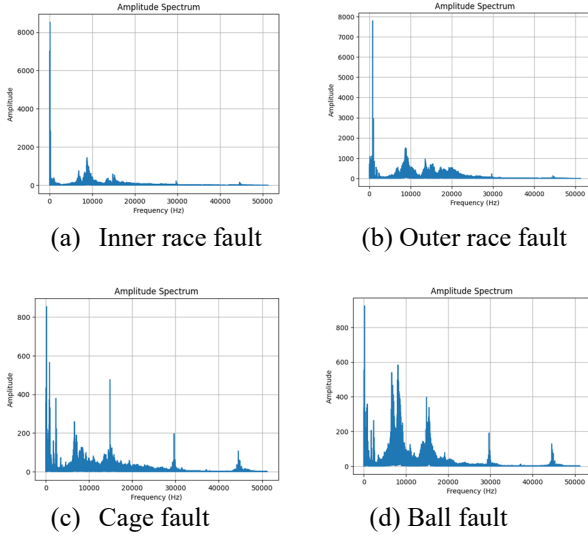 Amplitude Spectrum
8000
6000
4000
2000
0
Amplitude
0 10000 20000 30000 40000 50000
Frequency (Hz)
(a) Inner race fault
Amplitude Spectrum
8000
7000
6000
5000
4000
3000
2000
1000
0
Amplitude
0 10000 20000 30000 40000 50000
Frequency (Hz)
(b) Outer race fault
Amplitude Spectrum
800
600
400
200
0
Amplitude
0 10000 20000 30000 40000 50000
Frequency (Hz)
(c) Cage fault
Amplitude Spectrum
800
600
400
200
0
Amplitude
0 10000 20000 30000 40000 50000
Frequency (Hz)
(d) Ball fault